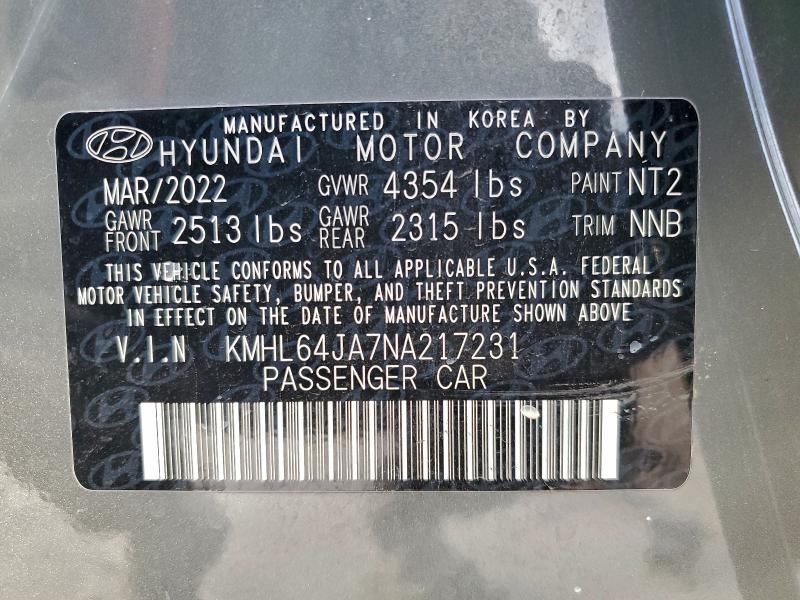 MANUFACTURED IN KOREA BY
HYUNDAI MOTOR COMPANY
MAR/2022 GVWR 4354 lbs PAINT NT2
GAWR FRONT 2513 lbs GAWR REAR 2315 lbs TRIM NNB
THIS VEHICLE CONFORMS TO ALL APPLICABLE U.S.A. FEDERAL
MOTOR VEHICLE SAFETY, BUMPER, AND THEFT PREVENTION STANDARDS
IN EFFECT ON THE DATE OF MANUFACTURE SHOWN ABOVE
V.I.N KMHL64JA7NA217231
PASSENGER CAR